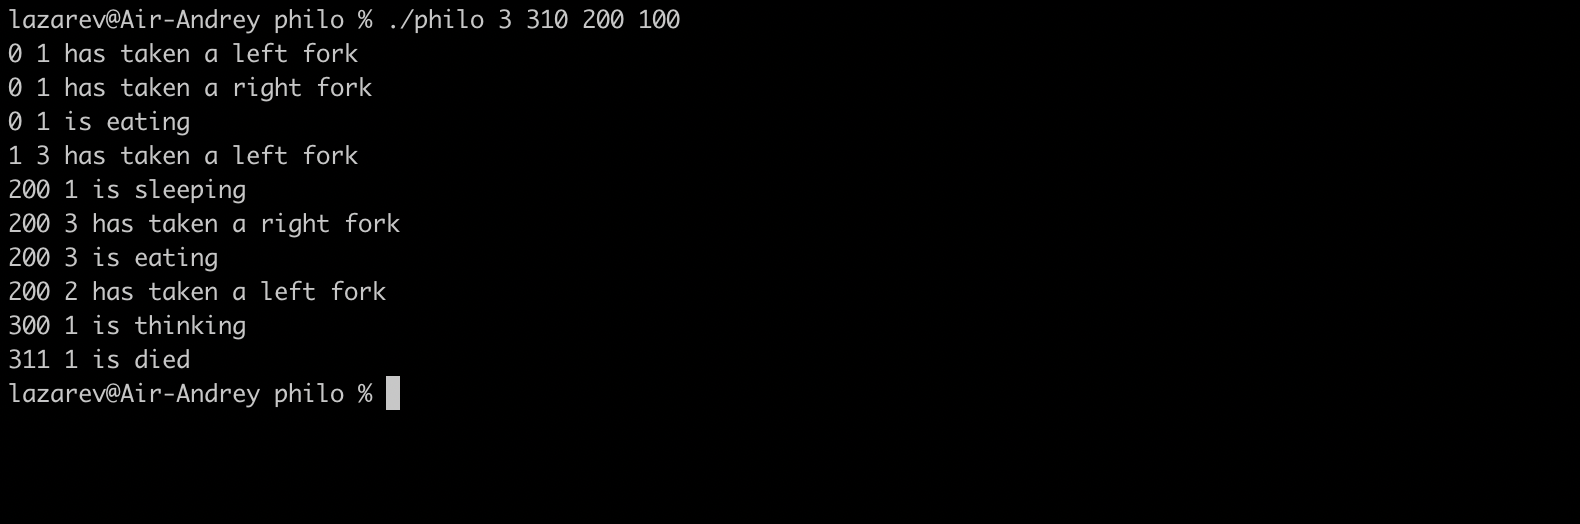 lazarev@Air-Andrey philo % ./philo 3 310 200 100
0 1 has taken a left fork
0 1 has taken a right fork
0 1 is eating
1 3 has taken a left fork
200 1 is sleeping
200 3 has taken a right fork
200 3 is eating
200 2 has taken a left fork
300 1 is thinking
311 1 is died
lazarev@Air-Andrey philo %